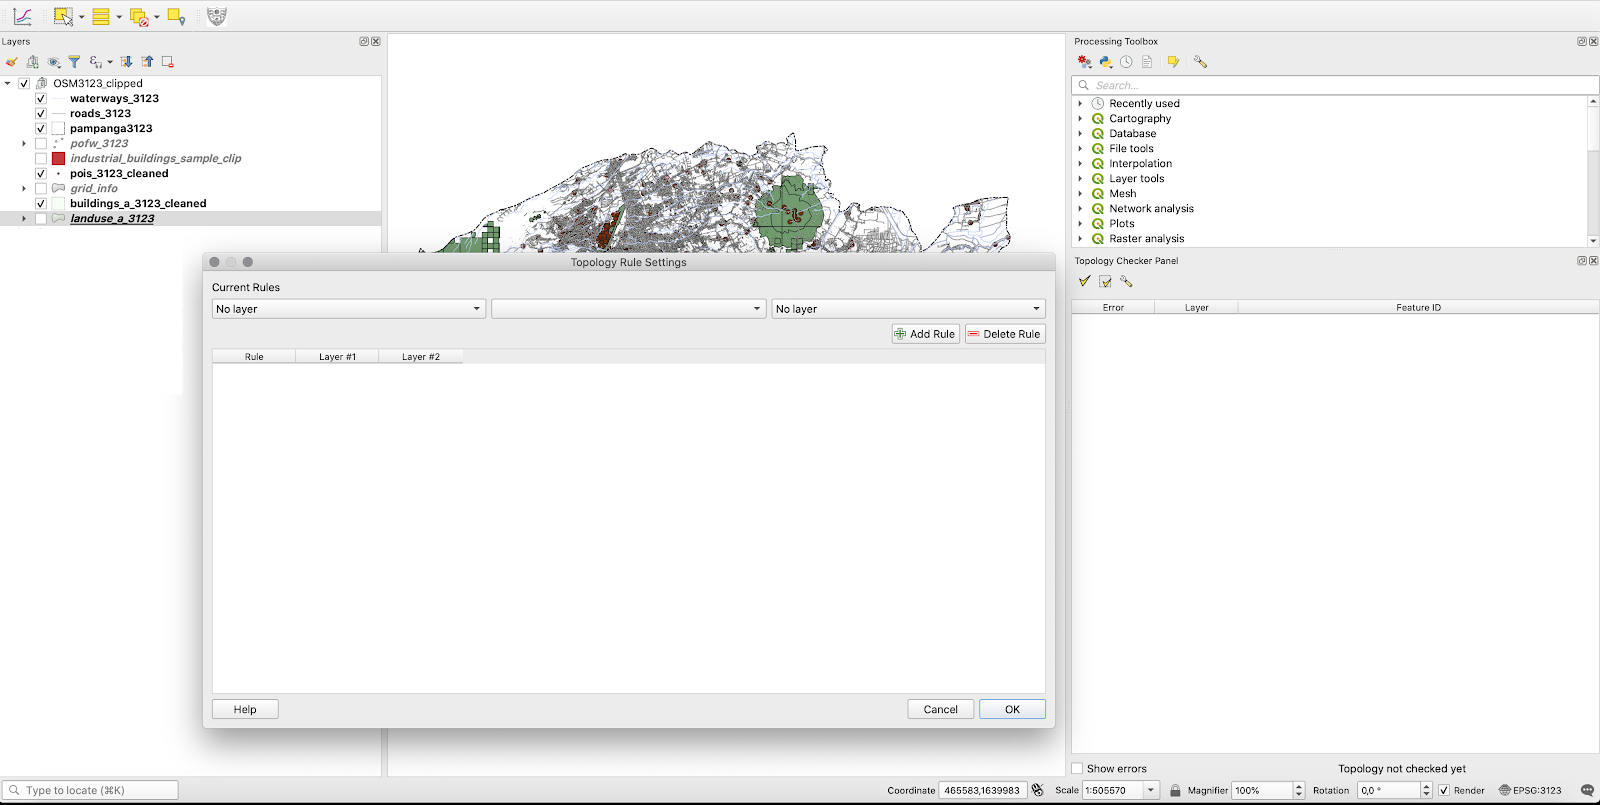 Layers
OSM3123_clipped
waterways_3123
roads_3123
pampanga3123
pofw_3123
industrial_buildings_sample_clip
pois_3123_cleaned
grid_info
buildings_a_3123_cleaned
landuse_a_3123
Topology Rule Settings
Current Rules
No layer No layer
Add Rule Delete Rule
Rule Layer #1 Layer #2
Help Cancel OK
Processing Toolbox
Search...
Recently used
Cartography
Database
File tools
Interpolation
Layer tools
Mesh
Network analysis
Plots
Raster analysis
Topology Checker Panel
Error Layer Feature ID
Show errors Topology not checked yet
Type to locate (⌘K) Coordinate 465583,1639983 Scale 1:505570 Magnifier 100% Rotation 0,0 ° Render EPSG:3123